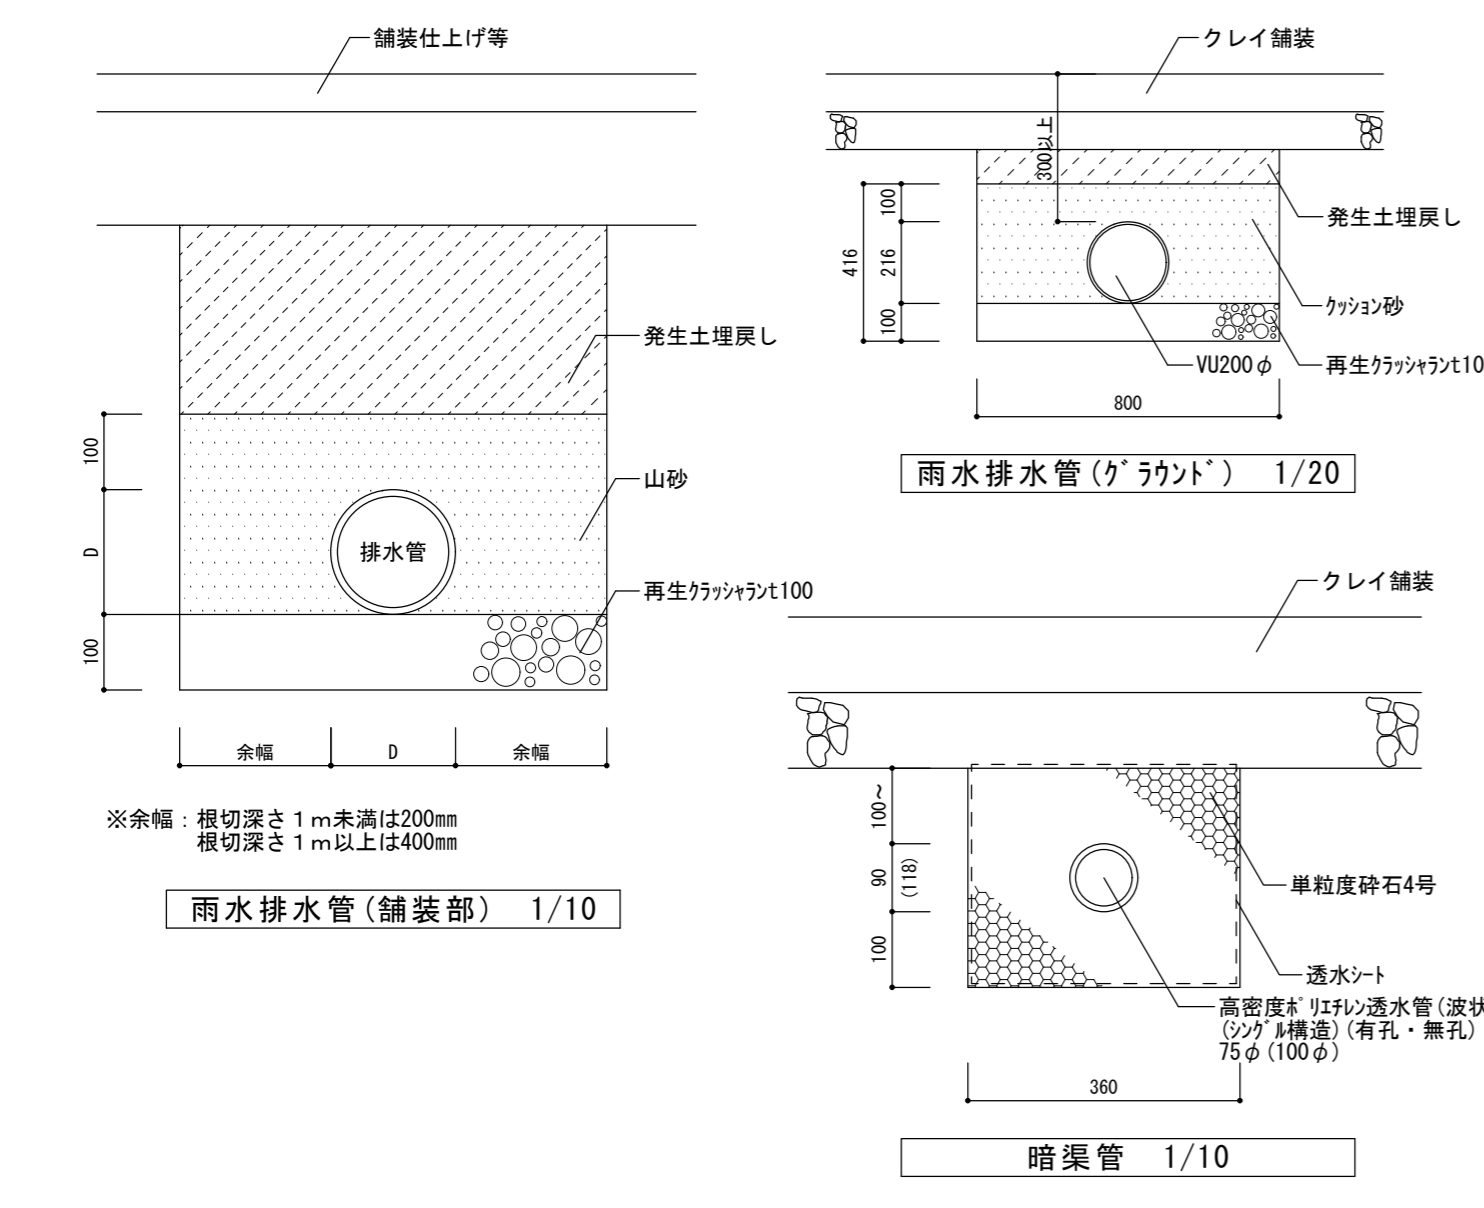 舗装仕上げ等
発生土埋戻し
100
山砂
D
排水管
再生クラッシャラン t100
100
余幅
D
余幅
※余幅：根切深さ１ｍ未満は200㎜
根切深さ１ｍ以上は400㎜
雨水排水管(舗装部)　1/10
クレイ舗装
300以上
発生土埋戻し
100
416
216
クッション砂
100
VU200φ
再生クラッシャランt10
800
雨水排水管(グラウンド)　1/20
クレイ舗装
100～
90
(118)
単粒度砕石4号
100
透水シート
高密度ポリエチレン透水管(波状
(シングル構造)(有孔・無孔)
75φ(100φ)
360
暗渠管　1/10